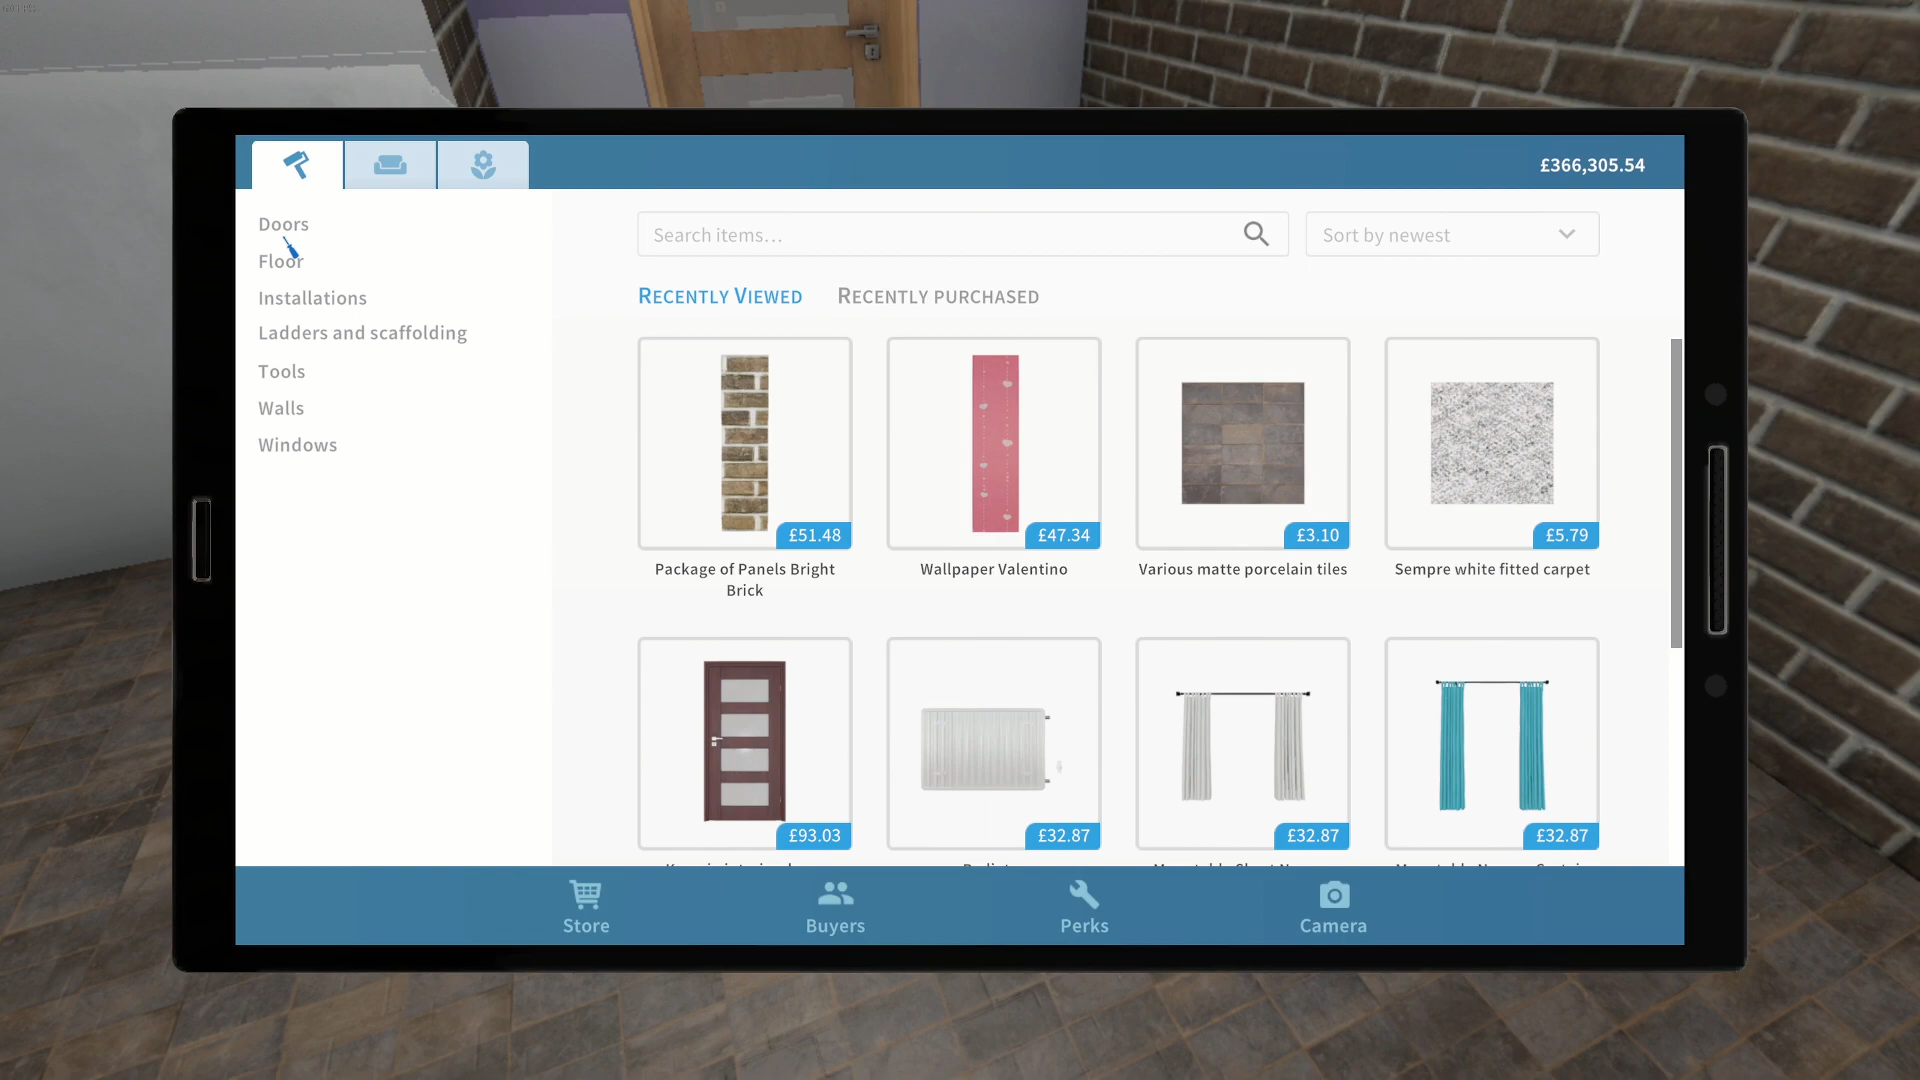 £366,305.54
Doors
Floor
Installations
Ladders and scaffolding
Tools
Walls
Windows
Search items...
Sort by newest
RECENTLY VIEWED
RECENTLY PURCHASED
£51.48
£47.34
£3.10
£5.79
Package of Panels Bright
Brick
Wallpaper Valentino
Various matte porcelain tiles
Sempre white fitted carpet
£93.03
£32.87
£32.87
£32.87
Store
Buyers
Perks
Camera